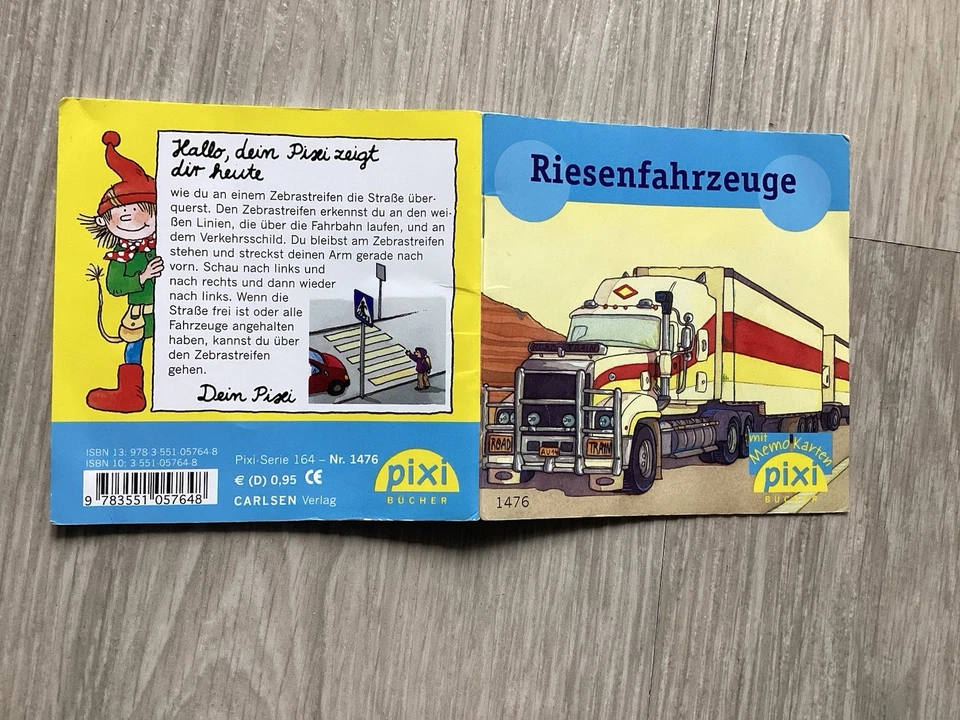 Hallo, dein Pixi zeigt
dir heute
wie du an einem Zebrastreifen die Straße über-
querst. Den Zebrastreifen erkennst du an den wei-
ßen Linien, die über die Fahrbahn laufen, und an
dem Verkehrsschild. Du bleibst am Zebrastreifen
stehen und streckst deinen Arm gerade nach
vorn. Schau nach links und
nach rechts und dann wieder
nach links. Wenn die
Straße frei ist oder alle
Fahrzeuge angehalten
haben, kannst du über
den Zebrastreifen
gehen.
Dein Pixi
ISBN 13: 978 3 551 05764 8
ISBN 10: 3 551 05764-8
9 783551 057648
Pixi-Serie 164 – Nr. 1476
€ (D) 0,95 CE
CARLSEN Verlag
pixi
BÜCHER
Riesenfahrzeuge
ROAD
TRAIN
1476
mit
Memo-Karten
pixi
BÜCHER